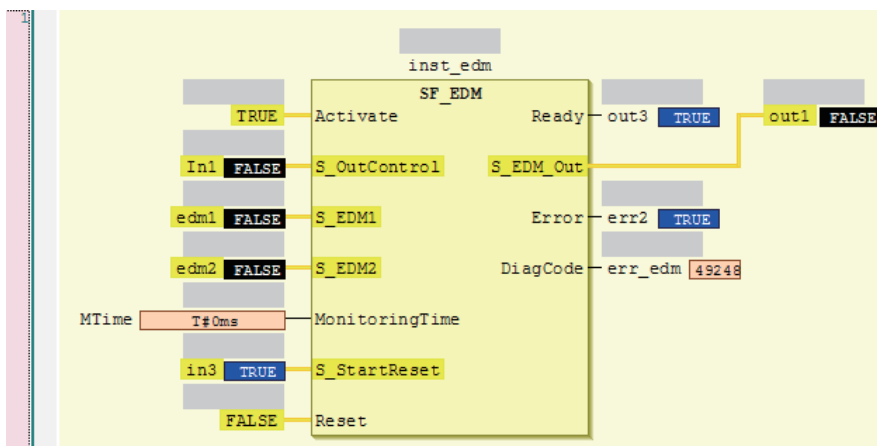 1
inst_edm
SF_EDM
TRUE Activate Ready out3 TRUE out1 FALSE
In1 FALSE S_OutControl S_EDM_Out
edm1 FALSE S_EDM1 Error err2 TRUE
edm2 FALSE S_EDM2 DiagCode err_edm 49248
MTime T#0ms MonitoringTime
in3 TRUE S_StartReset
FALSE Reset